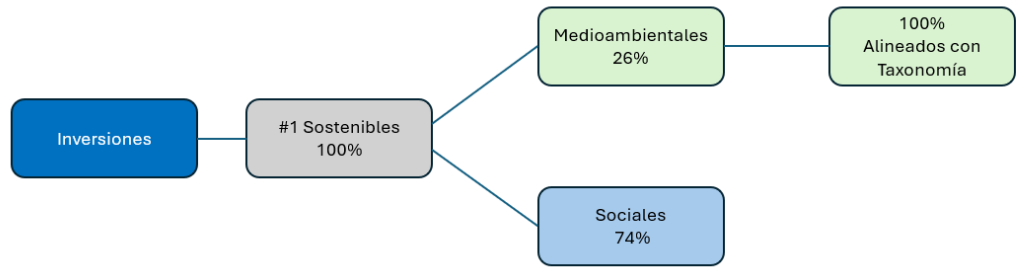 Inversiones
#1 Sostenibles
100%
Medioambientales
26%
100%
Alineados con
Taxonomía
Sociales
74%